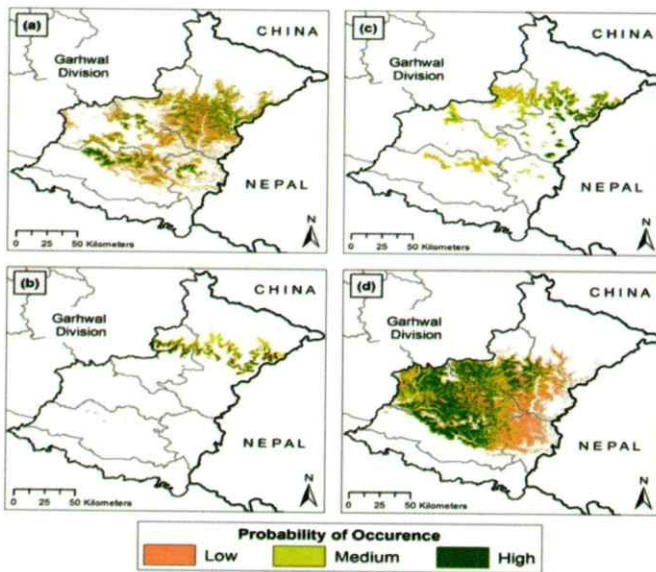 (a)
CHINA
Garhwal
Division
NEPAL
N
0 25 50 Kilometers
(c)
CHINA
Garhwal
Division
NEPAL
N
0 25 50 Kilometers
(b)
CHINA
Garhwal
Division
NEPAL
N
0 25 50 Kilometers
(d)
CHINA
Garhwal
Division
NEPAL
N
0 25 50 Kilometers
Probability of Occurence
Low Medium High